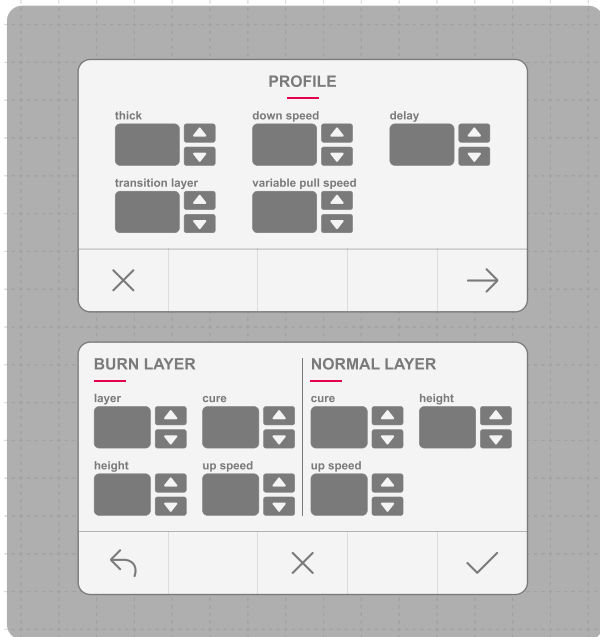 PROFILE
thick down speed delay
transition layer variable pull speed
BURN LAYER NORMAL LAYER
layer cure cure height
height up speed up speed